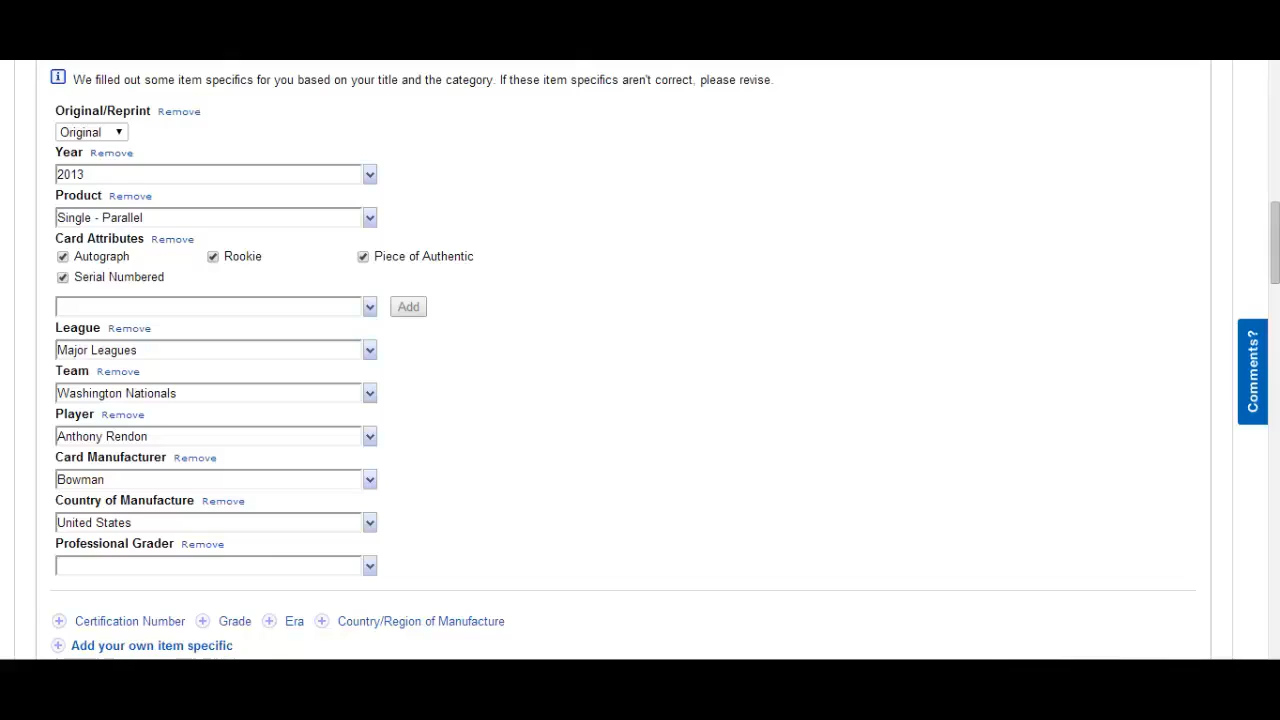 We filled out some item specifics for you based on your title and the category. If these item specifics aren't correct, please revise.
Original/Reprint Remove
Original
Year Remove
2013
Product Remove
Single - Parallel
Card Attributes Remove
Autograph Rookie Piece of Authentic
Serial Numbered
Add
League Remove
Major Leagues
Team Remove
Washington Nationals
Player Remove
Anthony Rendon
Card Manufacturer Remove
Bowman
Country of Manufacture Remove
United States
Professional Grader Remove
Certification Number Grade Era Country/Region of Manufacture
Add your own item specific
Comments?